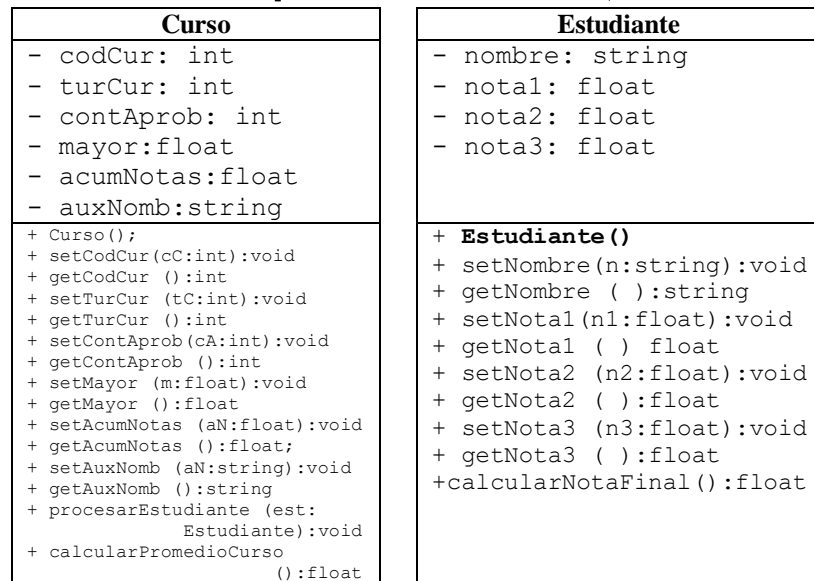 Curso
- codCur: int
- turCur: int
- contAprob: int
- mayor:float
- acumNotas:float
- auxNomb:string
+ Curso();
+ setCodCur(cC:int):void
+ getCodCur ():int
+ setTurCur (tC:int):void
+ getTurCur ():int
+ setContAprob(cA:int):void
+ getContAprob ():int
+ setMayor (m:float):void
+ getMayor ():float
+ setAcumNotas (aN:float):void
+ getAcumNotas ():float;
+ setAuxNomb (aN:string):void
+ getAuxNomb ():string
+ procesarEstudiante (est:
Estudiante):void
+ calcularPromedioCurso
():float
Estudiante
- nombre: string
- nota1: float
- nota2: float
- nota3: float
+ Estudiante()
+ setNombre(n:string):void
+ getNombre ( ):string
+ setNota1(n1:float):void
+ getNota1 ( ) float
+ setNota2 (n2:float):void
+ getNota2 ( ):float
+ setNota3 (n3:float):void
+ getNota3 ( ):float
+calcularNotaFinal():float